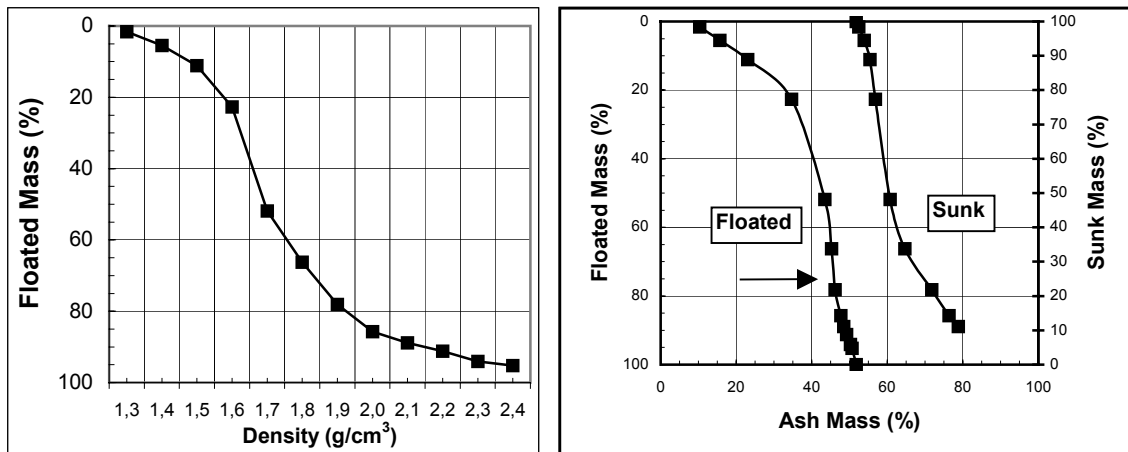 0
20
40
60
80
100
Floated Mass (%)
1,3 1,4 1,5 1,6 1,7 1,8 1,9 2,0 2,1 2,2 2,3 2,4
Density (g/cm³)
0
20
40
60
80
100
Floated Mass (%)
Floated
Sunk
100
90
80
70
60
50
40
30
20
10
0
Sunk Mass (%)
0 20 40 60 80 100
Ash Mass (%)